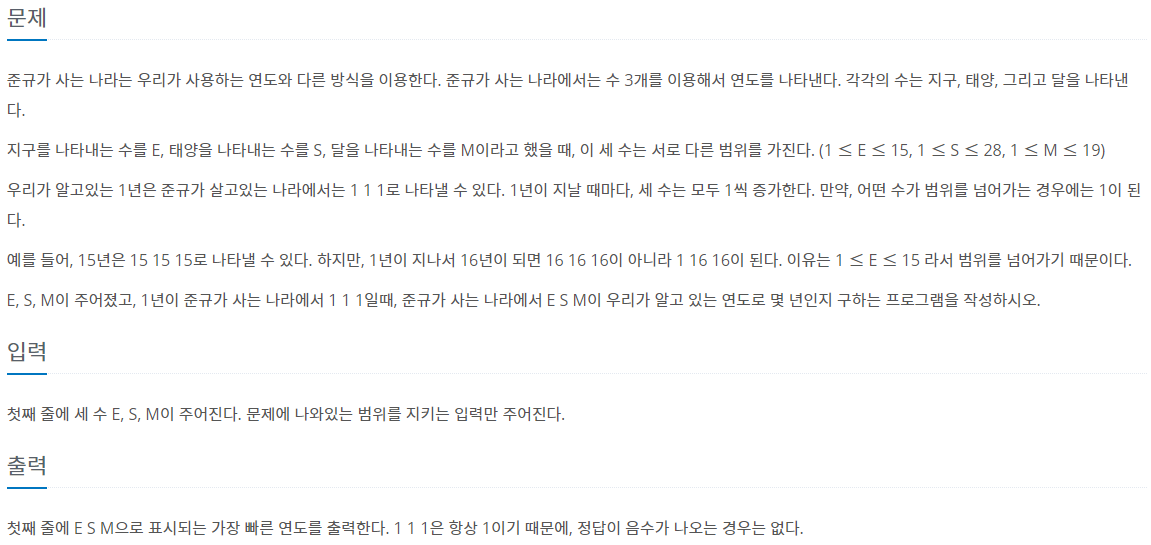 문제
준규가 사는 나라는 우리가 사용하는 연도와 다른 방식을 이용한다. 준규가 사는 나라에서는 수 3개를 이용해서 연도를 나타낸다. 각각의 수는 지구, 태양, 그리고 달을 나타낸
다.
지구를 나타내는 수를 E, 태양을 나타내는 수를 S, 달을 나타내는 수를 M이라고 했을 때, 이 세 수는 서로 다른 범위를 가진다. (1 ≤ E ≤ 15, 1 ≤ S ≤ 28, 1 ≤ M ≤ 19)
우리가 알고있는 1년은 준규가 살고있는 나라에서는 1 1 1로 나타낼 수 있다. 1년이 지날 때마다, 세 수는 모두 1씩 증가한다. 만약, 어떤 수가 범위를 넘어가는 경우에는 1이 된
다.
예를 들어, 15년은 15 15 15로 나타낼 수 있다. 하지만, 1년이 지나서 16년이 되면 16 16 16이 아니라 1 16 16이 된다. 이유는 1 ≤ E ≤ 15 라서 범위를 넘어가기 때문이다.
E, S, M이 주어졌고, 1년이 준규가 사는 나라에서 1 1 1일때, 준규가 사는 나라에서 E S M이 우리가 알고 있는 연도로 몇 년인지 구하는 프로그램을 작성하시오.
입력
첫째 줄에 세 수 E, S, M이 주어진다. 문제에 나와있는 범위를 지키는 입력만 주어진다.
출력
첫째 줄에 E S M으로 표시되는 가장 빠른 연도를 출력한다. 1 1 1은 항상 1이기 때문에, 정답이 음수가 나오는 경우는 없다.